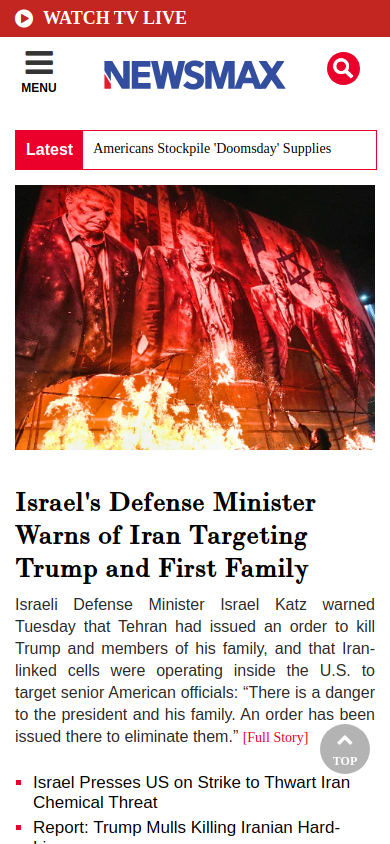 WATCH TV LIVE
MENU
NEWSMAX
Latest
Americans Stockpile 'Doomsday' Supplies
Israel's Defense Minister
Warns of Iran Targeting
Trump and First Family
Israeli Defense Minister Israel Katz warned
Tuesday that Tehran had issued an order to kill
Trump and members of his family, and that Iran-
linked cells were operating inside the U.S. to
target senior American officials: “There is a danger
to the president and his family. An order has been
issued there to eliminate them.” [Full Story]
TOP
Israel Presses US on Strike to Thwart Iran
Chemical Threat
Report: Trump Mulls Killing Iranian Hard-